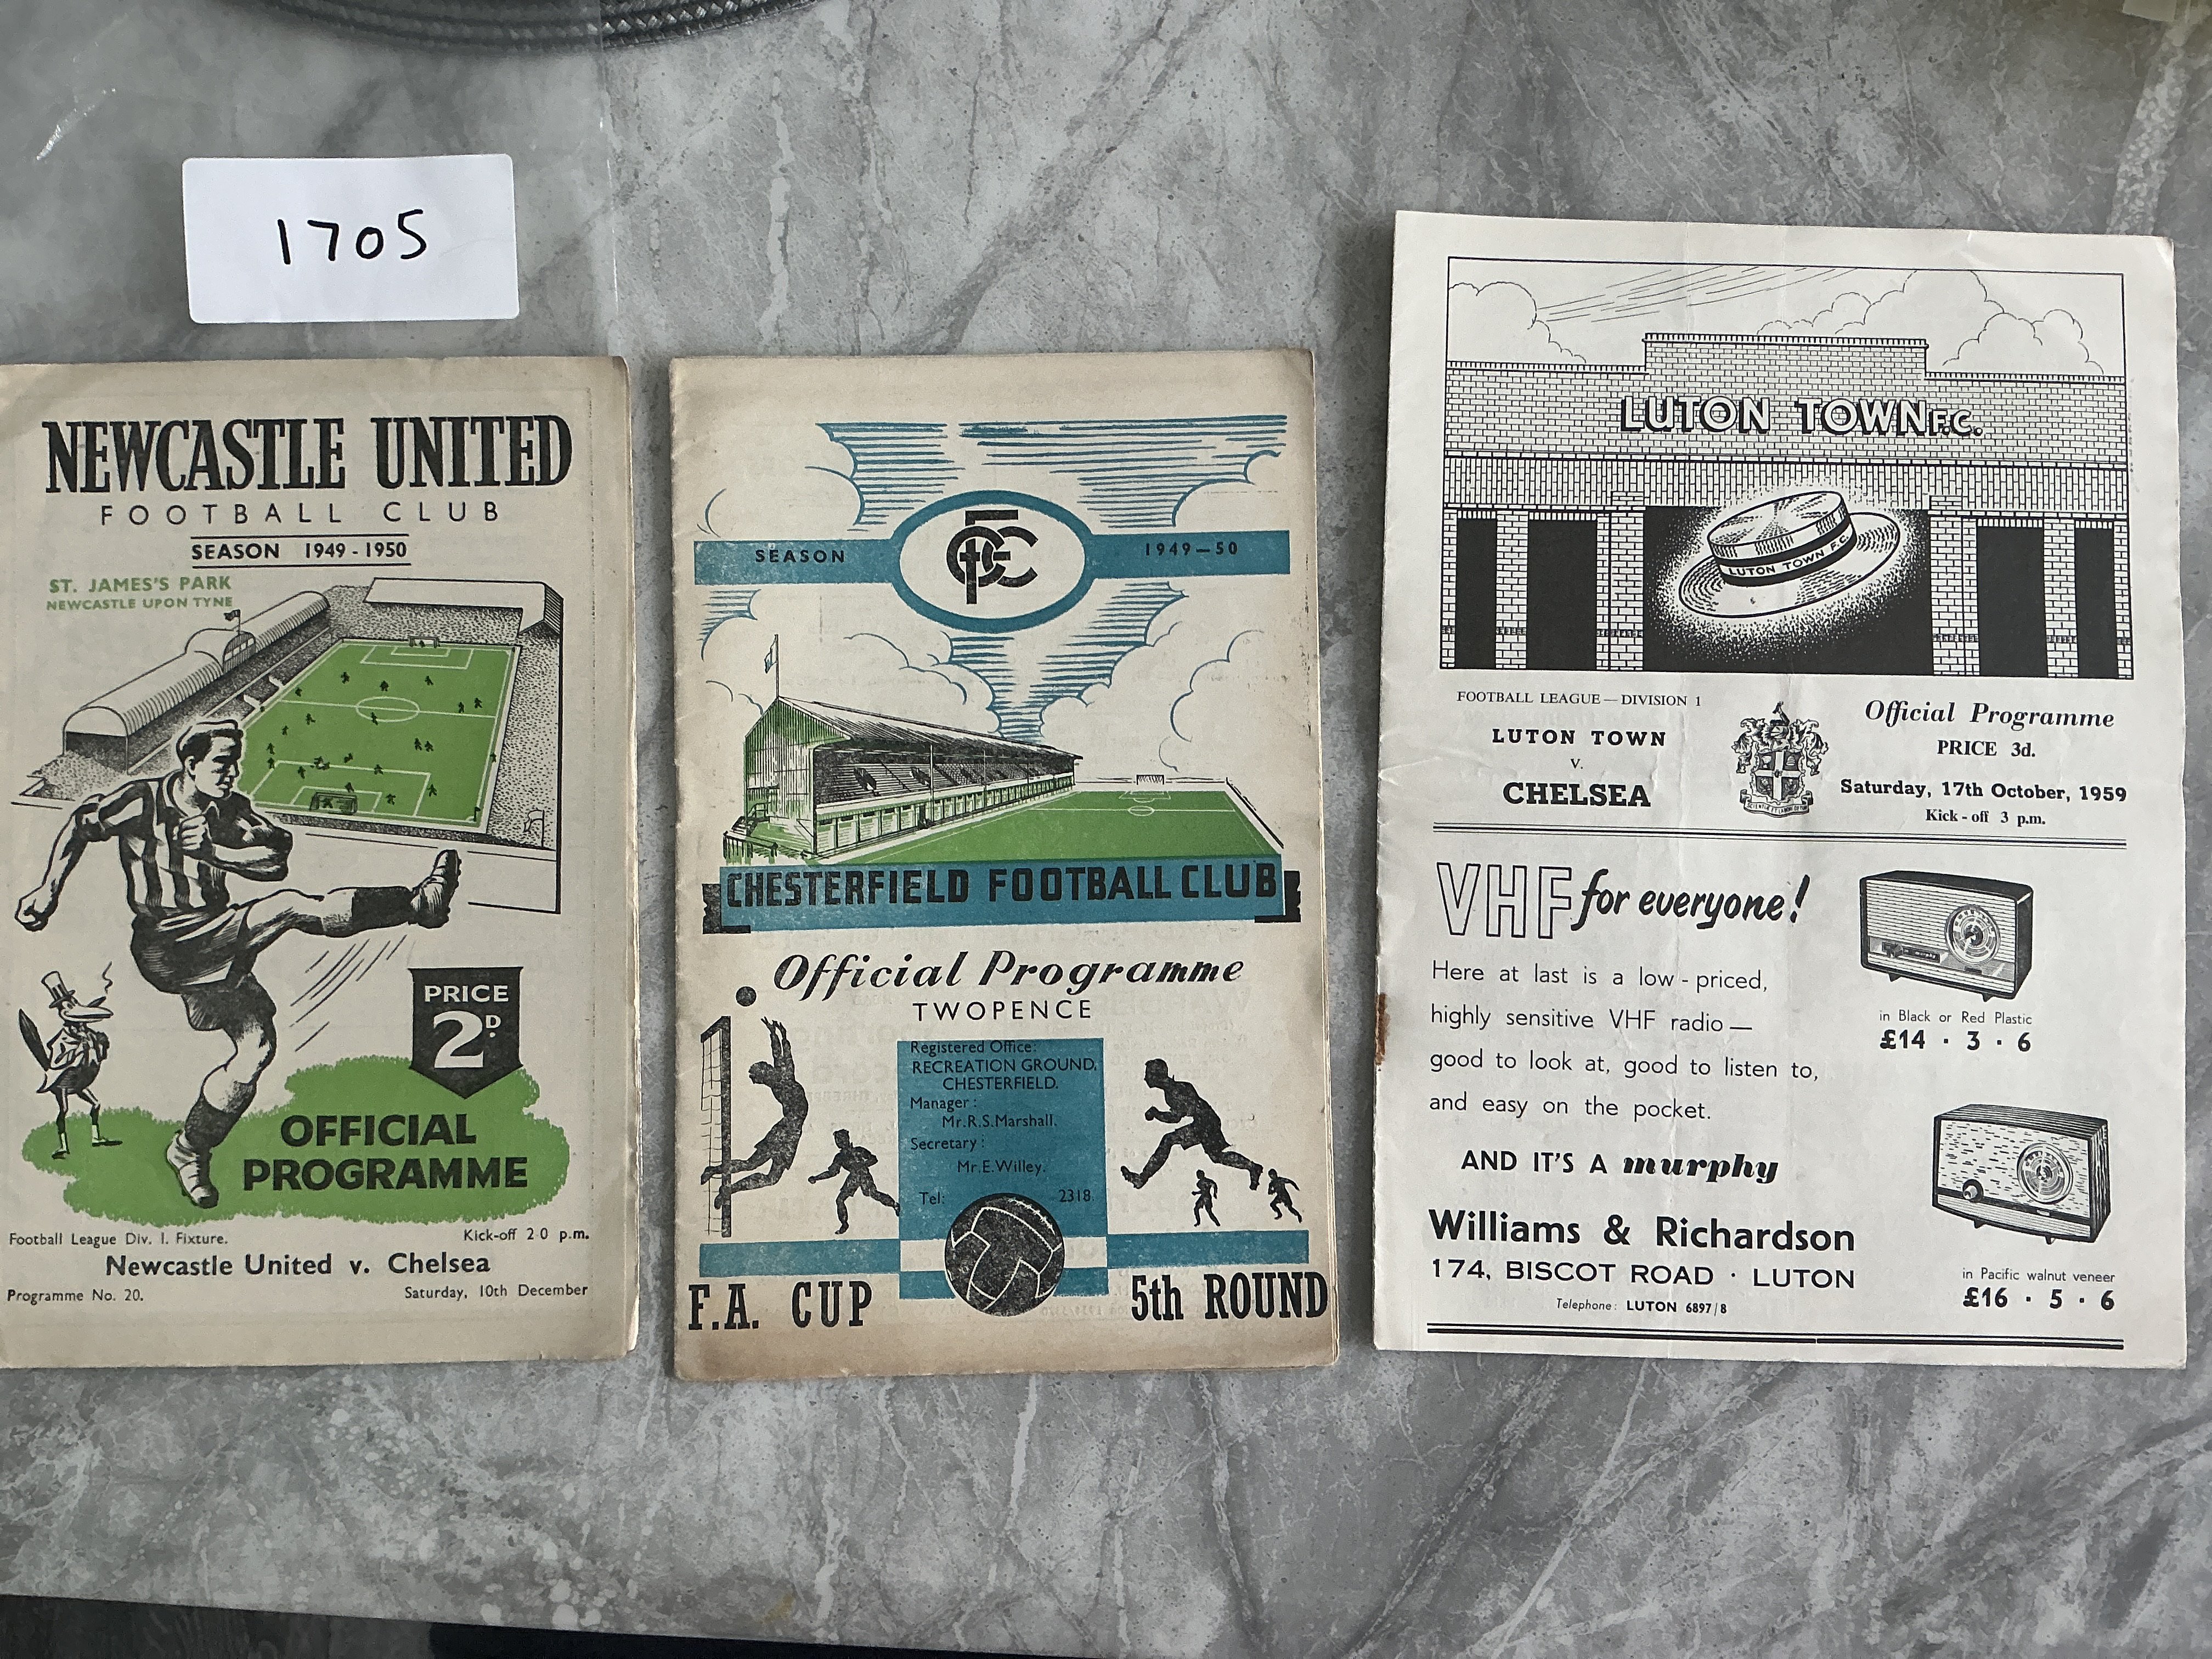 1705
NEWCASTLE UNITED
FOOTBALL CLUB
SEASON 1949-1950
ST. JAMES'S PARK
NEWCASTLE UPON TYNE
PRICE
2D.
OFFICIAL
PROGRAMME
Football League Div. I. Fixture. Kick-off 2-0 p.m.
Newcastle United v. Chelsea
Programme No. 20. Saturday, 10th December
CFC
SEASON 1949-50
CHESTERFIELD FOOTBALL CLUB
Official Programme
TWOPENCE
Registered Office:
RECREATION GROUND,
CHESTERFIELD.
Manager:
Mr.R.S.Marshall.
Secretary:
Mr.E.Willey.
Tel: 2318
F.A. CUP 5th ROUND
LUTON TOWN F.C.
LUTON TOWN F.C.
FOOTBALL LEAGUE—DIVISION 1
LUTON TOWN
V.
CHELSEA
Official Programme
PRICE 3d.
Saturday, 17th October, 1959
Kick-off 3 p.m.
VHF for everyone!
Here at last is a low-priced,
highly sensitive VHF radio—
good to look at, good to listen to,
and easy on the pocket.
AND IT'S A murphy
in Black or Red Plastic
£14 · 3 · 6
Williams & Richardson
174, BISCOT ROAD · LUTON
Telephone: LUTON 6897/8
in Pacific walnut veneer
£16 · 5 · 6